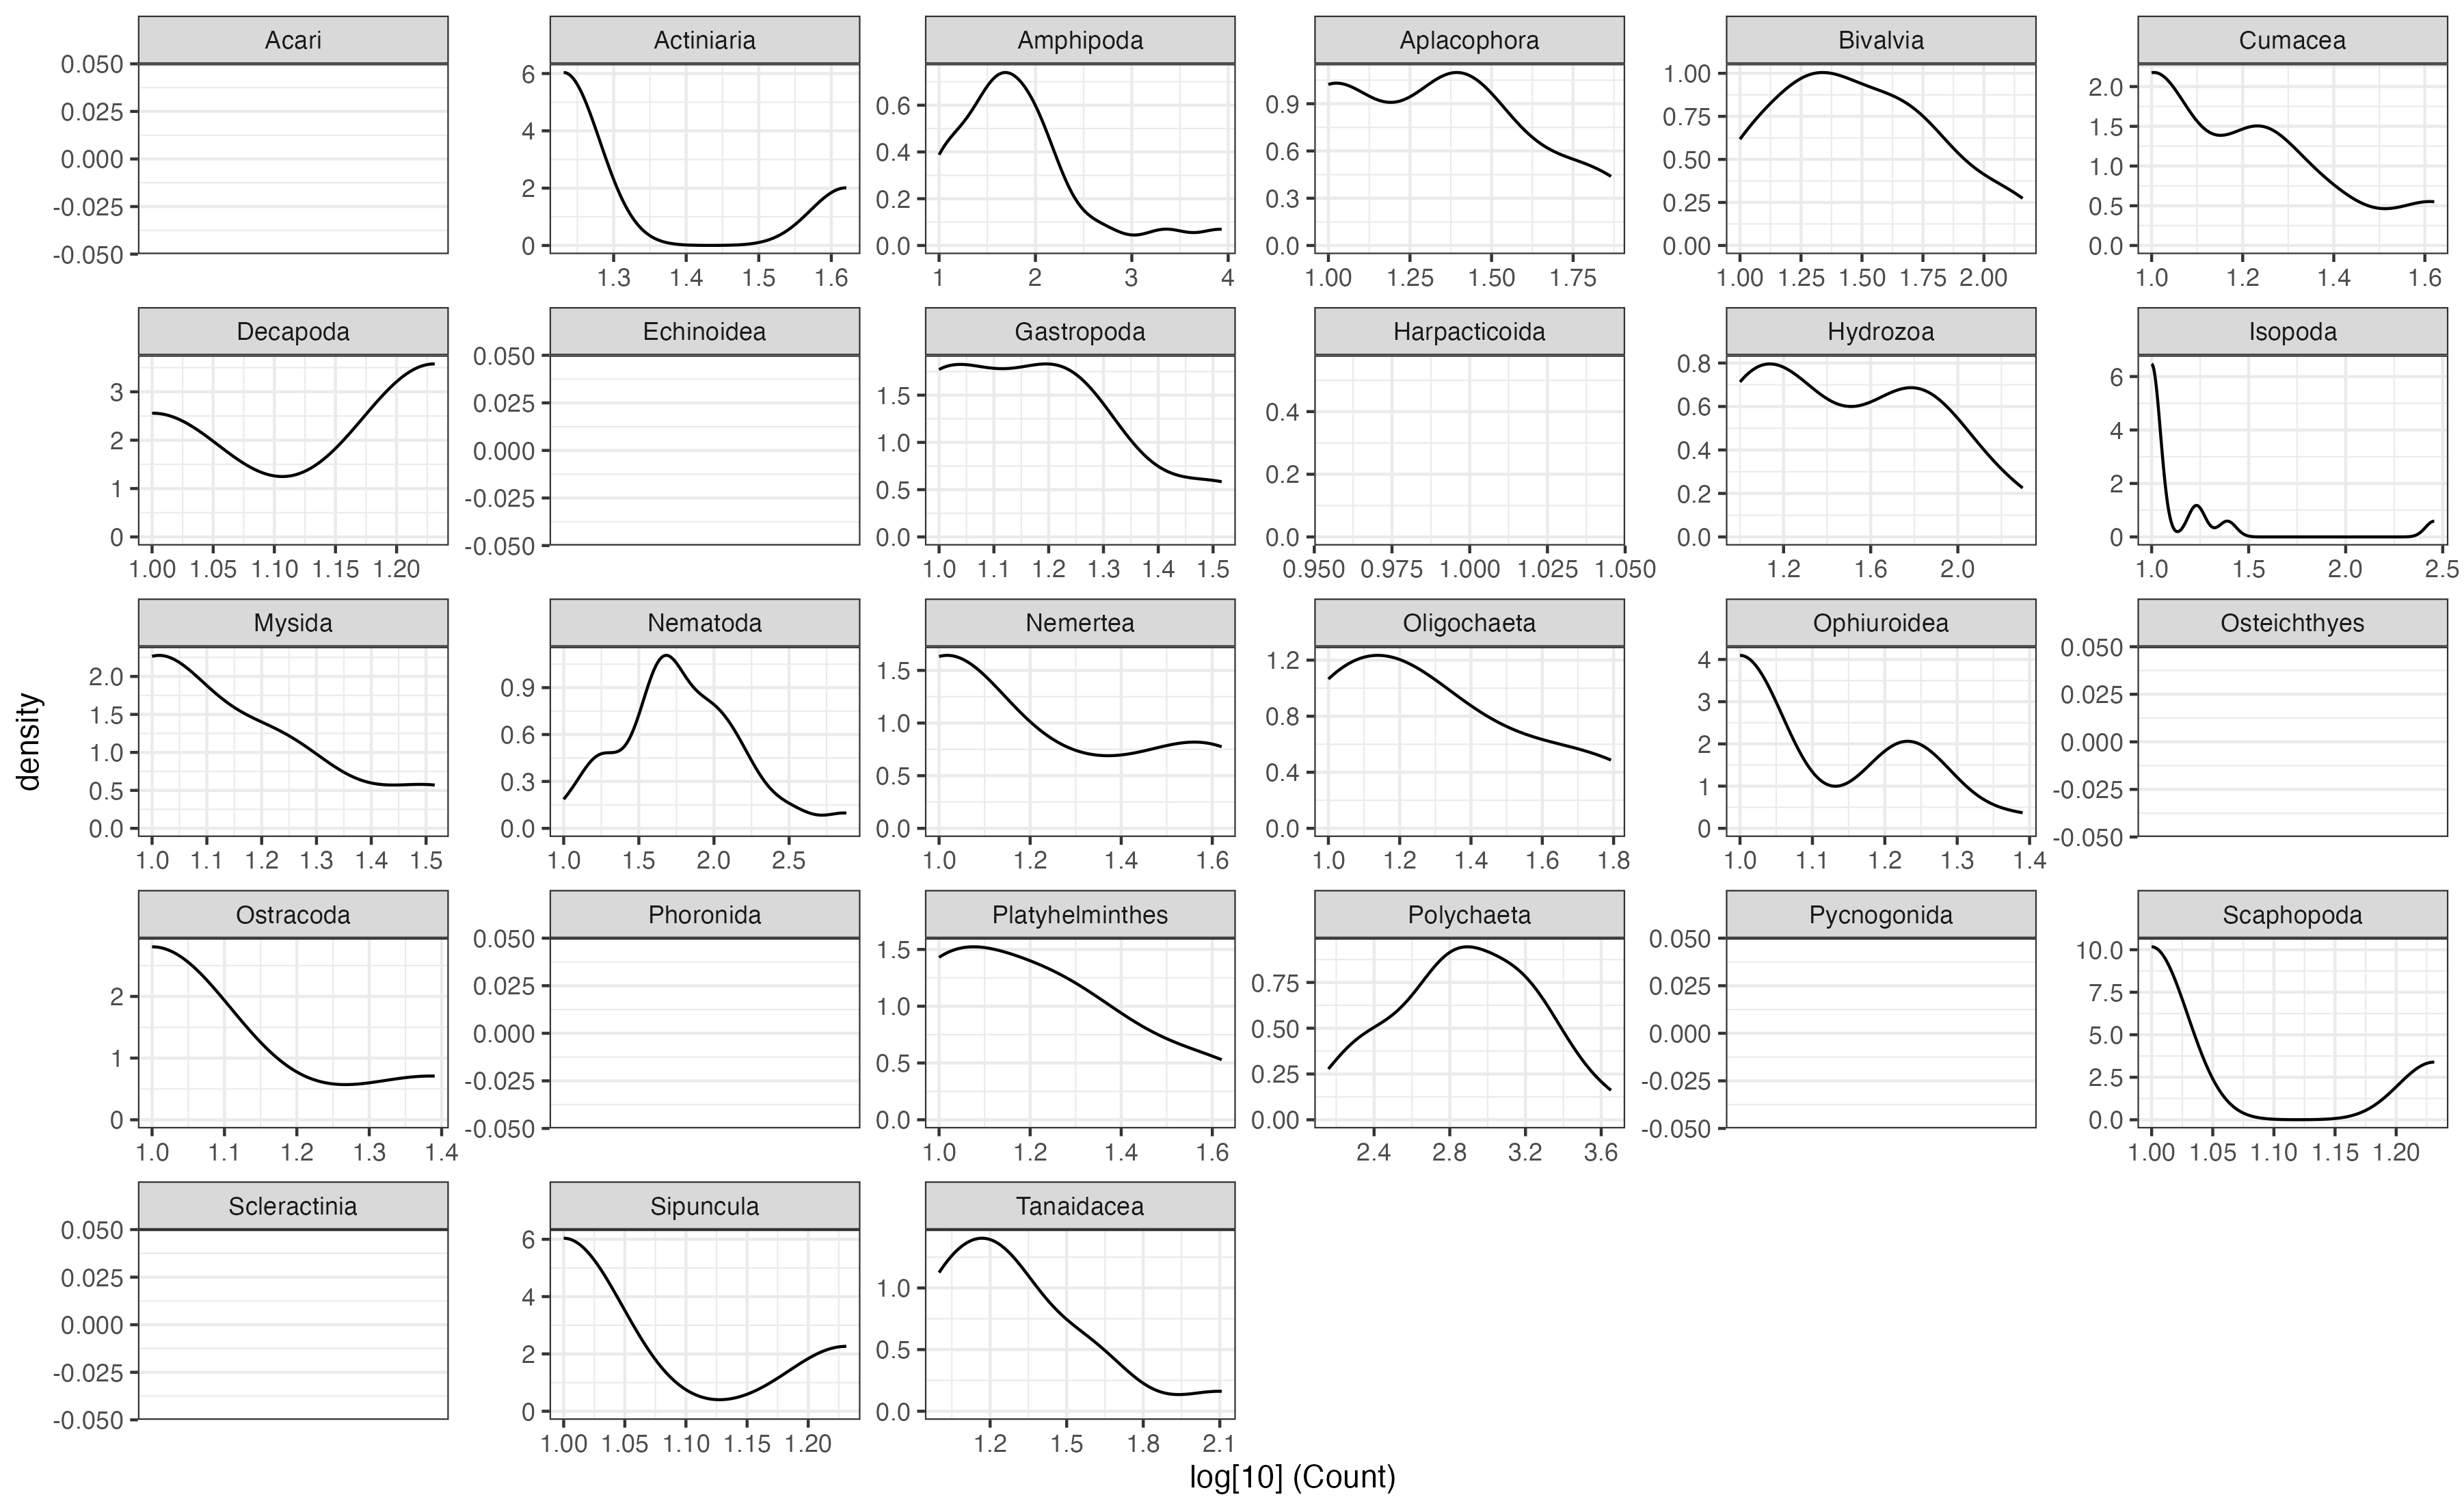 Acari Actiniaria Amphipoda Aplacophora Bivalvia Cumacea
0.050 0.025 0.000 -0.025 -0.050
6 4 2 0
0.6 0.4 0.2 0.0
0.9 0.6 0.3 0.0
1.00 0.75 0.50 0.25 0.00
2.0 1.5 1.0 0.5 0.0
1.3 1.4 1.5 1.6
1 2 3 4
1.00 1.25 1.50 1.75
1.00 1.25 1.50 1.75 2.00
1.0 1.2 1.4 1.6
Decapoda Echinoidea Gastropoda Harpacticoida Hydrozoa Isopoda
3 2 1 0
0.050 0.025 0.000 -0.025 -0.050
1.5 1.0 0.5 0.0
0.4 0.2 0.0
0.8 0.6 0.4 0.2 0.0
6 4 2 0
1.00 1.05 1.10 1.15 1.20
1.0 1.1 1.2 1.3 1.4 1.5
0.950 0.975 1.000 1.025 1.050
1.2 1.6 2.0
1.0 1.5 2.0 2.5
Mysida Nematoda Nemertea Oligochaeta Ophiuroidea Osteichthyes
2.0 1.5 1.0 0.5 0.0
0.9 0.6 0.3 0.0
1.5 1.0 0.5 0.0
1.2 0.8 0.4 0.0
4 3 2 1 0
0.050 0.025 0.000 -0.025 -0.050
1.0 1.1 1.2 1.3 1.4 1.5
1.0 1.5 2.0 2.5
1.0 1.2 1.4 1.6
1.0 1.2 1.4 1.6 1.8
1.0 1.1 1.2 1.3 1.4
density
Ostracoda Phoronida Platyhelminthes Polychaeta Pycnogonida Scaphopoda
2 1 0
0.050 0.025 0.000 -0.025 -0.050
1.5 1.0 0.5 0.0
0.75 0.50 0.25 0.00
0.050 0.025 0.000 -0.025 -0.050
10.0 7.5 5.0 2.5 0.0
1.0 1.1 1.2 1.3 1.4
1.0 1.2 1.4 1.6
2.4 2.8 3.2 3.6
1.00 1.05 1.10 1.15 1.20
Scleractinia Sipuncula Tanaidacea
0.050 0.025 0.000 -0.025 -0.050
6 4 2 0
1.0 0.5 0.0
1.00 1.05 1.10 1.15 1.20
1.2 1.5 1.8 2.1
log[10] (Count)